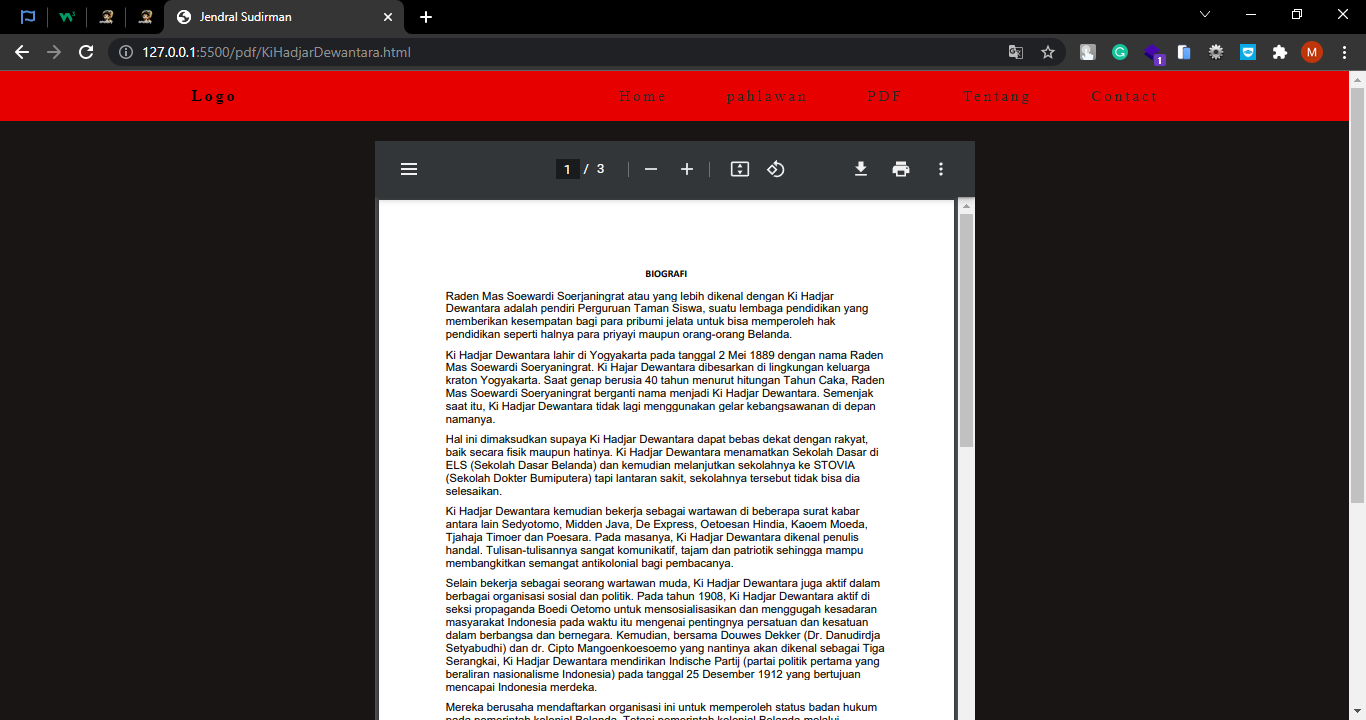 Jendral Sudirman
127.0.0.1:5500/pdf/KiHadjarDewantara.html
1
M
Logo
Home
pahlawan
PDF
Tentang
Contact
1 / 3
BIOGRAFI
Raden Mas Soewardi Soerjaningrat atau yang lebih dikenal dengan Ki Hadjar
Dewantara adalah pendiri Perguruan Taman Siswa, suatu lembaga pendidikan yang
memberikan kesempatan bagi para pribumi jelata untuk bisa memperoleh hak
pendidikan seperti halnya para priyayi maupun orang-orang Belanda.
Ki Hadjar Dewantara lahir di Yogyakarta pada tanggal 2 Mei 1889 dengan nama Raden
Mas Soewardi Soeryaningrat. Ki Hajar Dewantara dibesarkan di lingkungan keluarga
kraton Yogyakarta. Saat genap berusia 40 tahun menurut hitungan Tahun Caka, Raden
Mas Soewardi Soeryaningrat berganti nama menjadi Ki Hadjar Dewantara. Semenjak
saat itu, Ki Hadjar Dewantara tidak lagi menggunakan gelar kebangsawanan di depan
namanya.
Hal ini dimaksudkan supaya Ki Hadjar Dewantara dapat bebas dekat dengan rakyat,
baik secara fisik maupun hatinya. Ki Hadjar Dewantara menamatkan Sekolah Dasar di
ELS (Sekolah Dasar Belanda) dan kemudian melanjutkan sekolahnya ke STOVIA
(Sekolah Dokter Bumiputera) tapi lantaran sakit, sekolahnya tersebut tidak bisa dia
selesaikan.
Ki Hadjar Dewantara kemudian bekerja sebagai wartawan di beberapa surat kabar
antara lain Sedyotomo, Midden Java, De Express, Oetoesan Hindia, Kaoem Moeda,
Tjahaja Timoer dan Poesara. Pada masanya, Ki Hadjar Dewantara dikenal penulis
handal. Tulisan-tulisannya sangat komunikatif, tajam dan patriotik sehingga mampu
membangkitkan semangat antikolonial bagi pembacanya.
Selain bekerja sebagai seorang wartawan muda, Ki Hadjar Dewantara juga aktif dalam
berbagai organisasi sosial dan politik. Pada tahun 1908, Ki Hadjar Dewantara aktif di
seksi propaganda Boedi Oetomo untuk mensosialisasikan dan menggugah kesadaran
masyarakat Indonesia pada waktu itu mengenai pentingnya persatuan dan kesatuan
dalam berbangsa dan bernegara. Kemudian, bersama Douwes Dekker (Dr. Danudirdja
Setyabudhi) dan dr. Cipto Mangoenkoesoemo yang nantinya akan dikenal sebagai Tiga
Serangkai, Ki Hadjar Dewantara mendirikan Indische Partij (partai politik pertama yang
beraliran nasionalisme Indonesia) pada tanggal 25 Desember 1912 yang bertujuan
mencapai Indonesia merdeka.
Mereka berusaha mendaftarkan organisasi ini untuk memperoleh status badan hukum
pada pemerintah kolonial Belanda. Tetapi pemerintah kolonial Belanda melalui